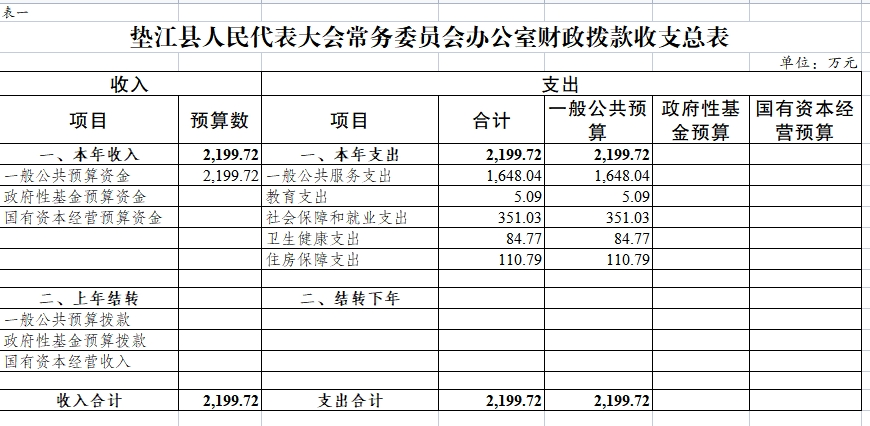 表一
垫江县人民代表大会常务委员会办公室财政拨款收支总表
单位：万元
收入 支出
项目 预算数 项目 合计 一般公共预算 政府性基金预算 国有资本经营预算
一、本年收入 2,199.72 一、本年支出 2,199.72 2,199.72
一般公共预算资金 2,199.72 一般公共服务支出 1,648.04 1,648.04
政府性基金预算资金 教育支出 5.09 5.09
国有资本经营预算资金 社会保障和就业支出 351.03 351.03
卫生健康支出 84.77 84.77
住房保障支出 110.79 110.79
二、上年结转 二、结转下年
一般公共预算拨款
政府性基金预算拨款
国有资本经营收入
收入合计 2,199.72 支出合计 2,199.72 2,199.72